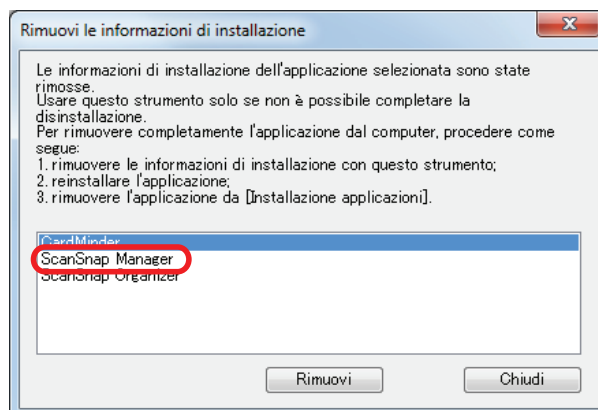 Rimuovi le informazioni di installazione
Le informazioni di installazione dell'applicazione selezionata sono state
rimosse.
Usare questo strumento solo se non è possibile completare la
disinstallazione.
Per rimuovere completamente l'applicazione dal computer, procedere come
segue:
1. rimuovere le informazioni di installazione con questo strumento;
2. reinstallare l'applicazione;
3. rimuovere l'applicazione da [Installazione applicazioni].
CardMinder
ScanSnap Manager
ScanSnap Organizer
Rimuovi
Chiudi